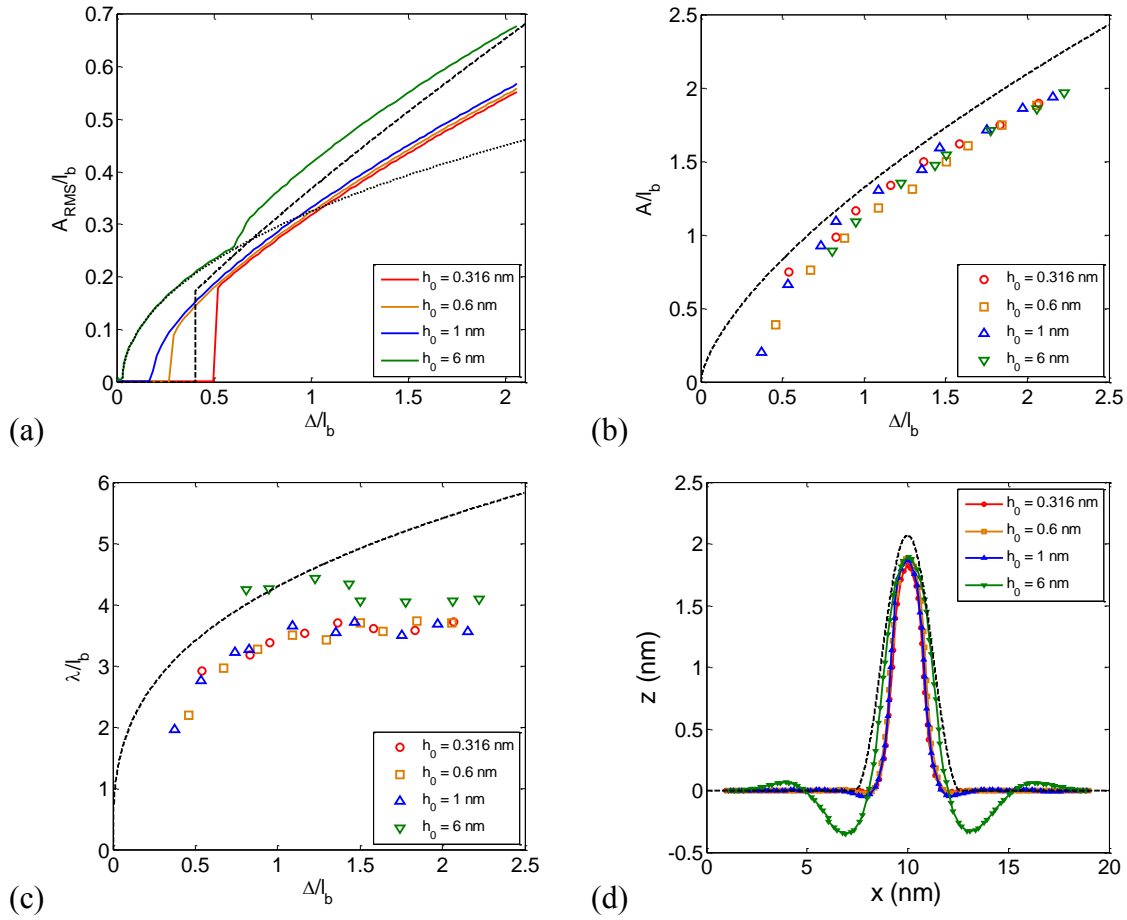 0.7
0.6
0.5
0.4
0.3
0.2
0.1
0
A_RMS/l_b
0 0.5 1 1.5 2
Δ/l_b
h_0 = 0.316 nm
h_0 = 0.6 nm
h_0 = 1 nm
h_0 = 6 nm
(a)
2.5
2
1.5
1
0.5
0
A/l_b
0 0.5 1 1.5 2 2.5
Δ/l_b
h_0 = 0.316 nm
h_0 = 0.6 nm
h_0 = 1 nm
h_0 = 6 nm
(b)
6
5
4
3
2
1
0
λ/l_b
0 0.5 1 1.5 2 2.5
Δ/l_b
h_0 = 0.316 nm
h_0 = 0.6 nm
h_0 = 1 nm
h_0 = 6 nm
(c)
2.5
2
1.5
1
0.5
0
-0.5
z (nm)
0 5 10 15 20
x (nm)
h_0 = 0.316 nm
h_0 = 0.6 nm
h_0 = 1 nm
h_0 = 6 nm
(d)